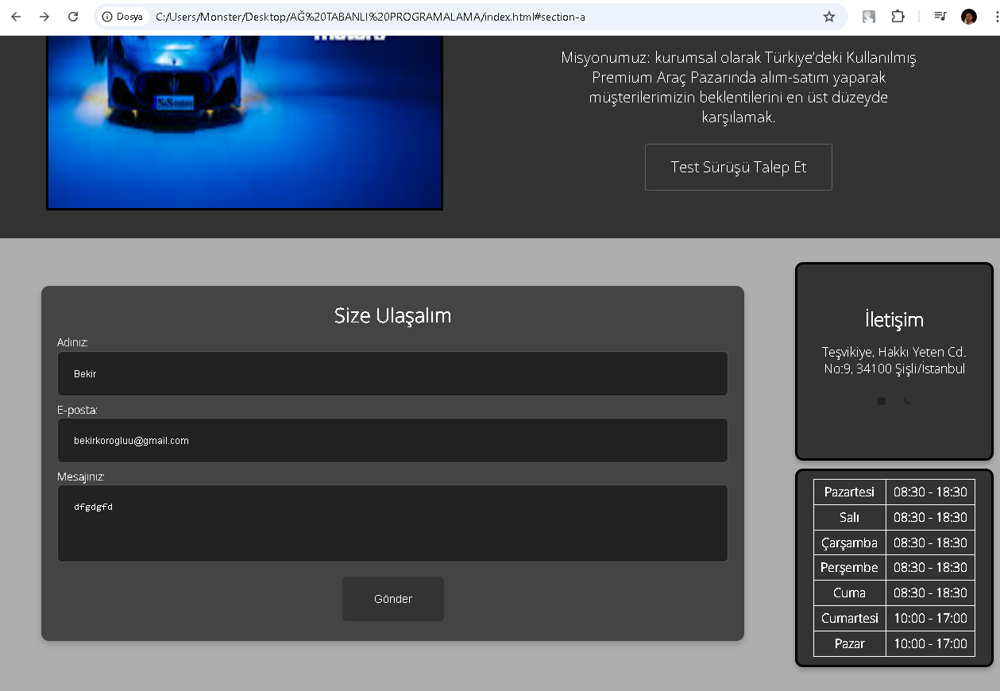 Dosya
C:/Users/Monster/Desktop/AĞ%20TABANLI%20PROGRAMALAMA/index.html#section-a
motors
Misyonumuz: kurumsal olarak Türkiye'deki Kullanılmış
Premium Araç Pazarında alım-satım yaparak
müşterilerimizin beklentilerini en üst düzeyde
karşılamak.
Test Sürüşü Talep Et
Size Ulaşalım
Adınız:
Bekir
E-posta:
bekirkorogluu@gmail.com
Mesajınız:
dfgdgfd
Gönder
İletişim
Teşvikiye, Hakkı Yeten Cd.
No:9, 34100 Şişli/İstanbul
Pazartesi 08:30 - 18:30
Salı 08:30 - 18:30
Çarşamba 08:30 - 18:30
Perşembe 08:30 - 18:30
Cuma 08:30 - 18:30
Cumartesi 10:00 - 17:00
Pazar 10:00 - 17:00